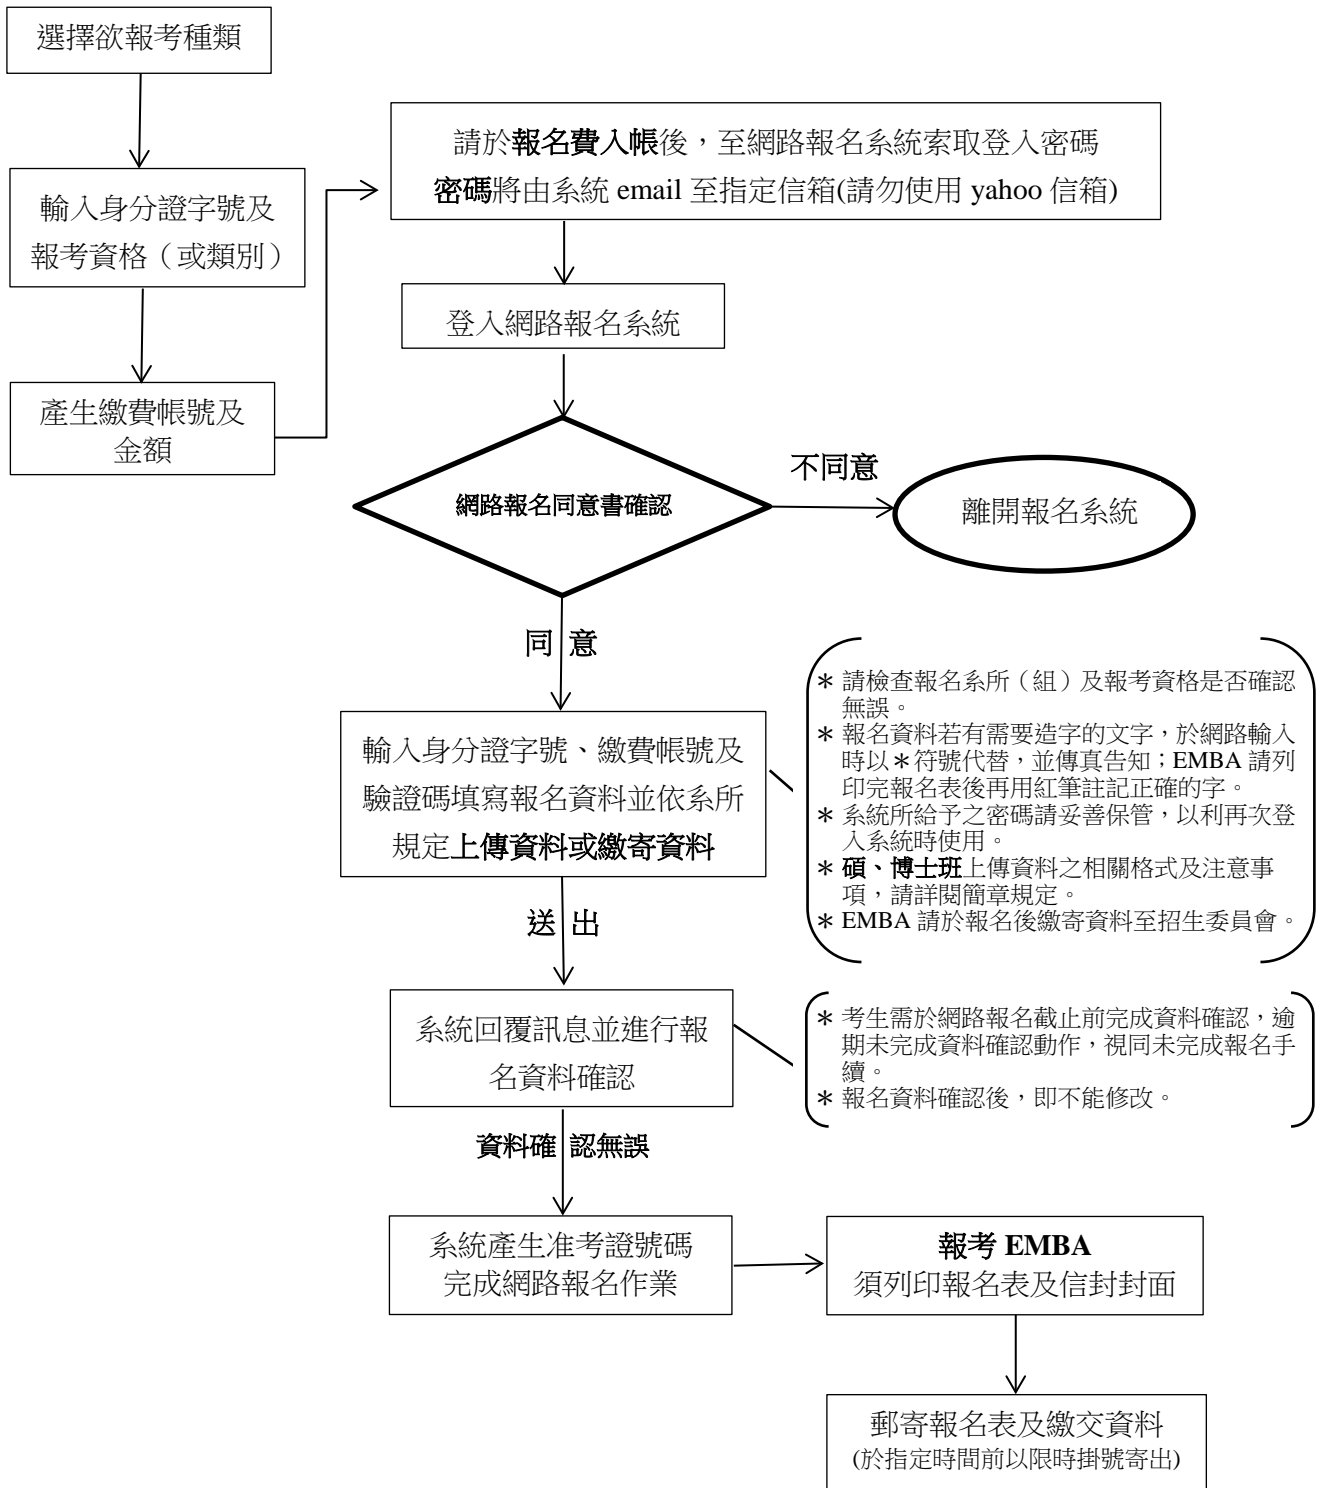 選擇欲報考種類
輸入身分證字號及
報考資格（或類別）
產生繳費帳號及
金額
請於報名費入帳後，至網路報名系統索取登入密碼
密碼將由系統 email 至指定信箱(請勿使用 yahoo 信箱)
登入網路報名系統
網路報名同意書確認
不同意
離開報名系統
同 意
輸入身分證字號、繳費帳號及
驗證碼填寫報名資料並依系所
規定上傳資料或繳寄資料
＊ 請檢查報名系所（組）及報考資格是否確認
無誤。
＊ 報名資料若有需要造字的文字，於網路輸入
時以＊符號代替，並傳真告知；EMBA 請列
印完報名表後再用紅筆註記正確的字。
＊ 系統所給予之密碼請妥善保管，以利再次登
入系統時使用。
＊ 碩、博士班上傳資料之相關格式及注意事
項，請詳閱簡章規定。
＊ EMBA 請於報名後繳寄資料至招生委員會。
送 出
系統回覆訊息並進行報
名資料確認
＊ 考生需於網路報名截止前完成資料確認，逾
期未完成資料確認動作，視同未完成報名手
續。
＊ 報名資料確認後，即不能修改。
資料確 認無誤
系統產生准考證號碼
完成網路報名作業
報考 EMBA
須列印報名表及信封封面
郵寄報名表及繳交資料
(於指定時間前以限時掛號寄出)